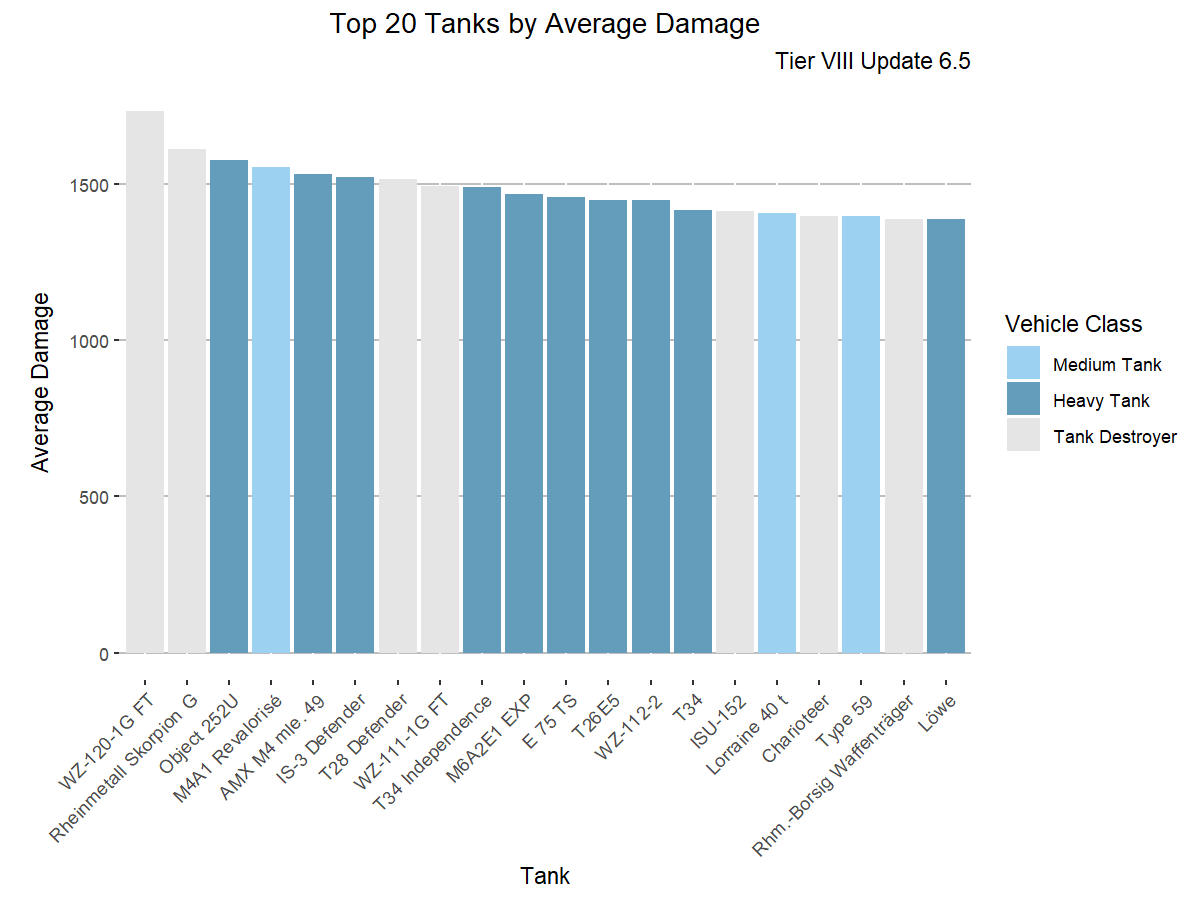 Top 20 Tanks by Average Damage
Tier VIII Update 6.5
Average Damage
1500
1000
500
0
WZ-120-1G FT
Rheinmetall Skorpion G
Object 252U
M4A1 Revalorisé
AMX M4 mle. 49
IS-3 Defender
T28 Defender
WZ-111-1G FT
T34 Independence
M6A2E1 EXP
E 75 TS
T26E5
WZ-112-2
T34
ISU-152
Lorraine 40 t
Charioteer
Type 59
Rhm.-Borsig Waffenträger
Löwe
Tank
Vehicle Class
Medium Tank
Heavy Tank
Tank Destroyer